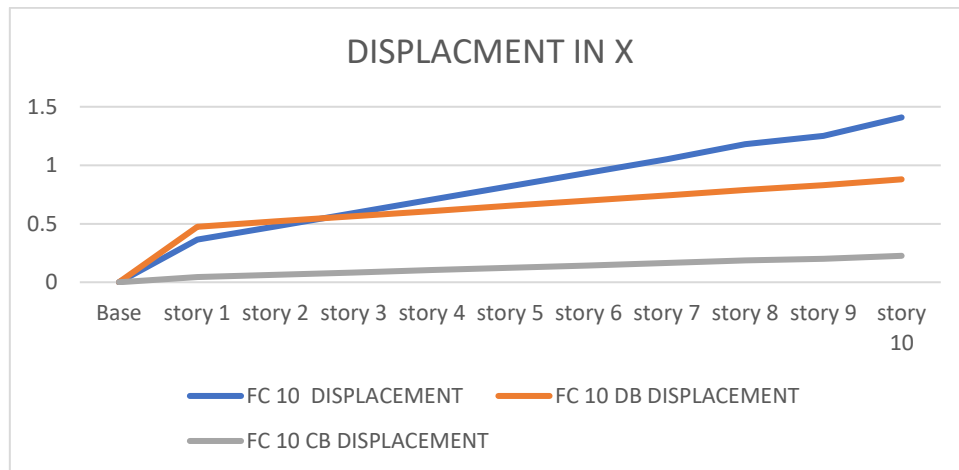 DISPLACMENT IN X
1.5
1
0.5
0
Base story 1 story 2 story 3 story 4 story 5 story 6 story 7 story 8 story 9 story
10
FC 10  DISPLACEMENT FC 10 DB DISPLACEMENT
FC 10 CB DISPLACEMENT